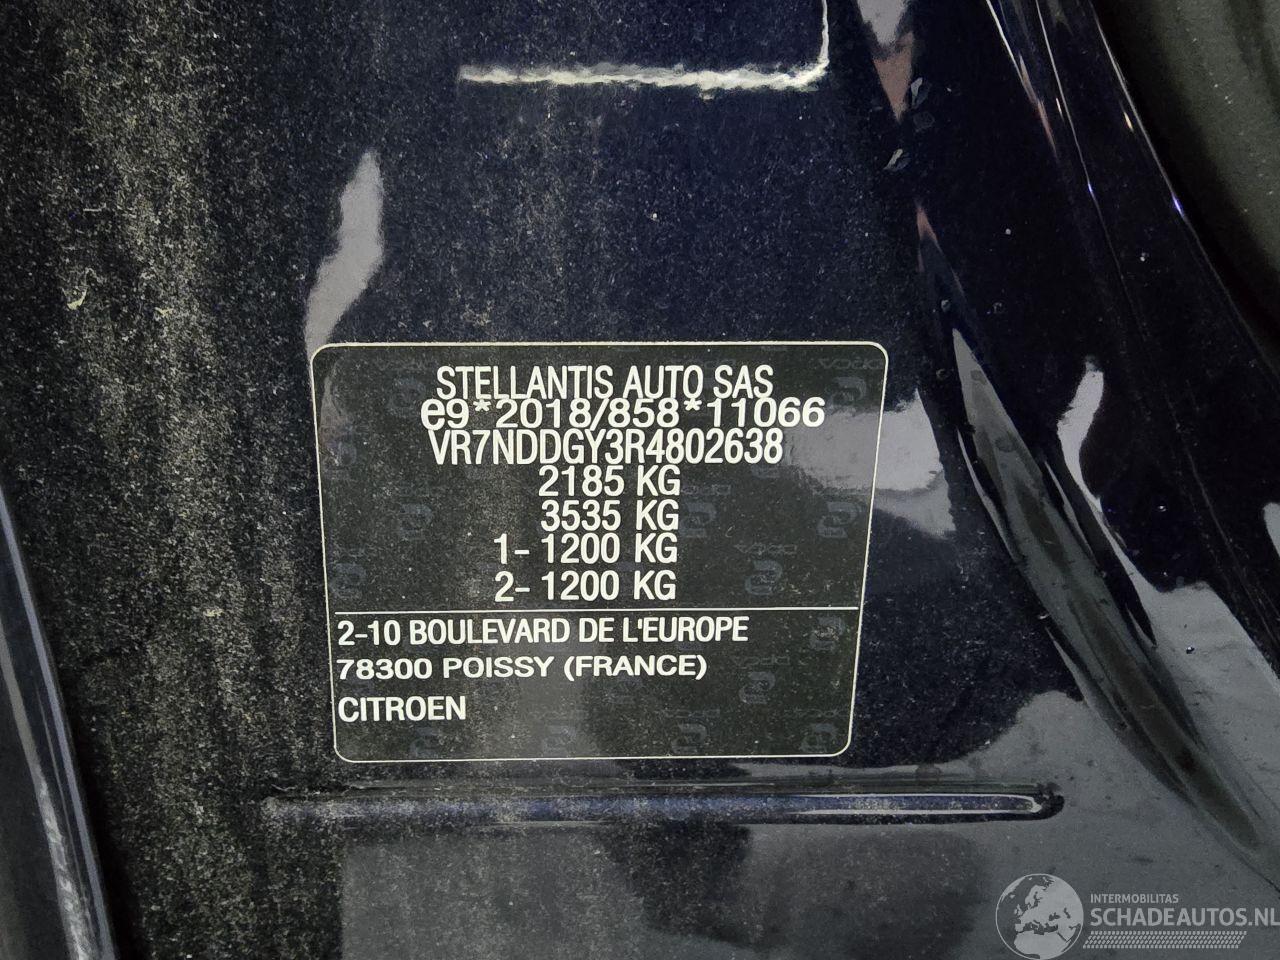 STELLANTIS AUTO SAS
e9*2018/858*11066
VR7NDDGY3R4802638
2185 KG
3535 KG
1- 1200 KG
2- 1200 KG
2-10 BOULEVARD DE L'EUROPE
78300 POISSY (FRANCE)
CITROEN
INTERMOBILITAS
SCHADEAUTOS.NL